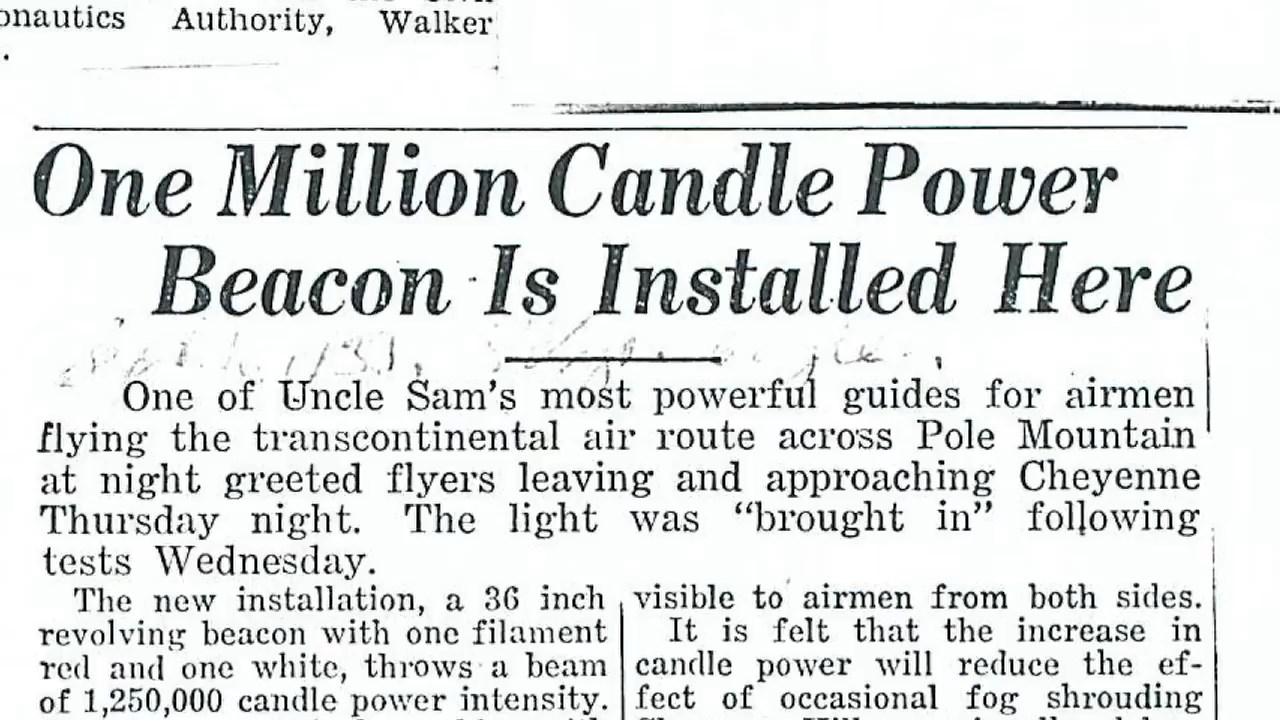 onautics Authority, Walker
.
One Million Candle Power
Beacon Is Installed Here
One of Uncle Sam's most powerful guides for airmen
flying the transcontinental air route across Pole Mountain
at night greeted flyers leaving and approaching Cheyenne
Thursday night. The light was "brought in" following
tests Wednesday.
The new installation, a 36 inch
revolving beacon with one filament
red and one white, throws a beam
of 1,250,000 candle power intensity.
visible to airmen from both sides.
It is felt that the increase in
candle power will reduce the ef-
fect of occasional fog shrouding